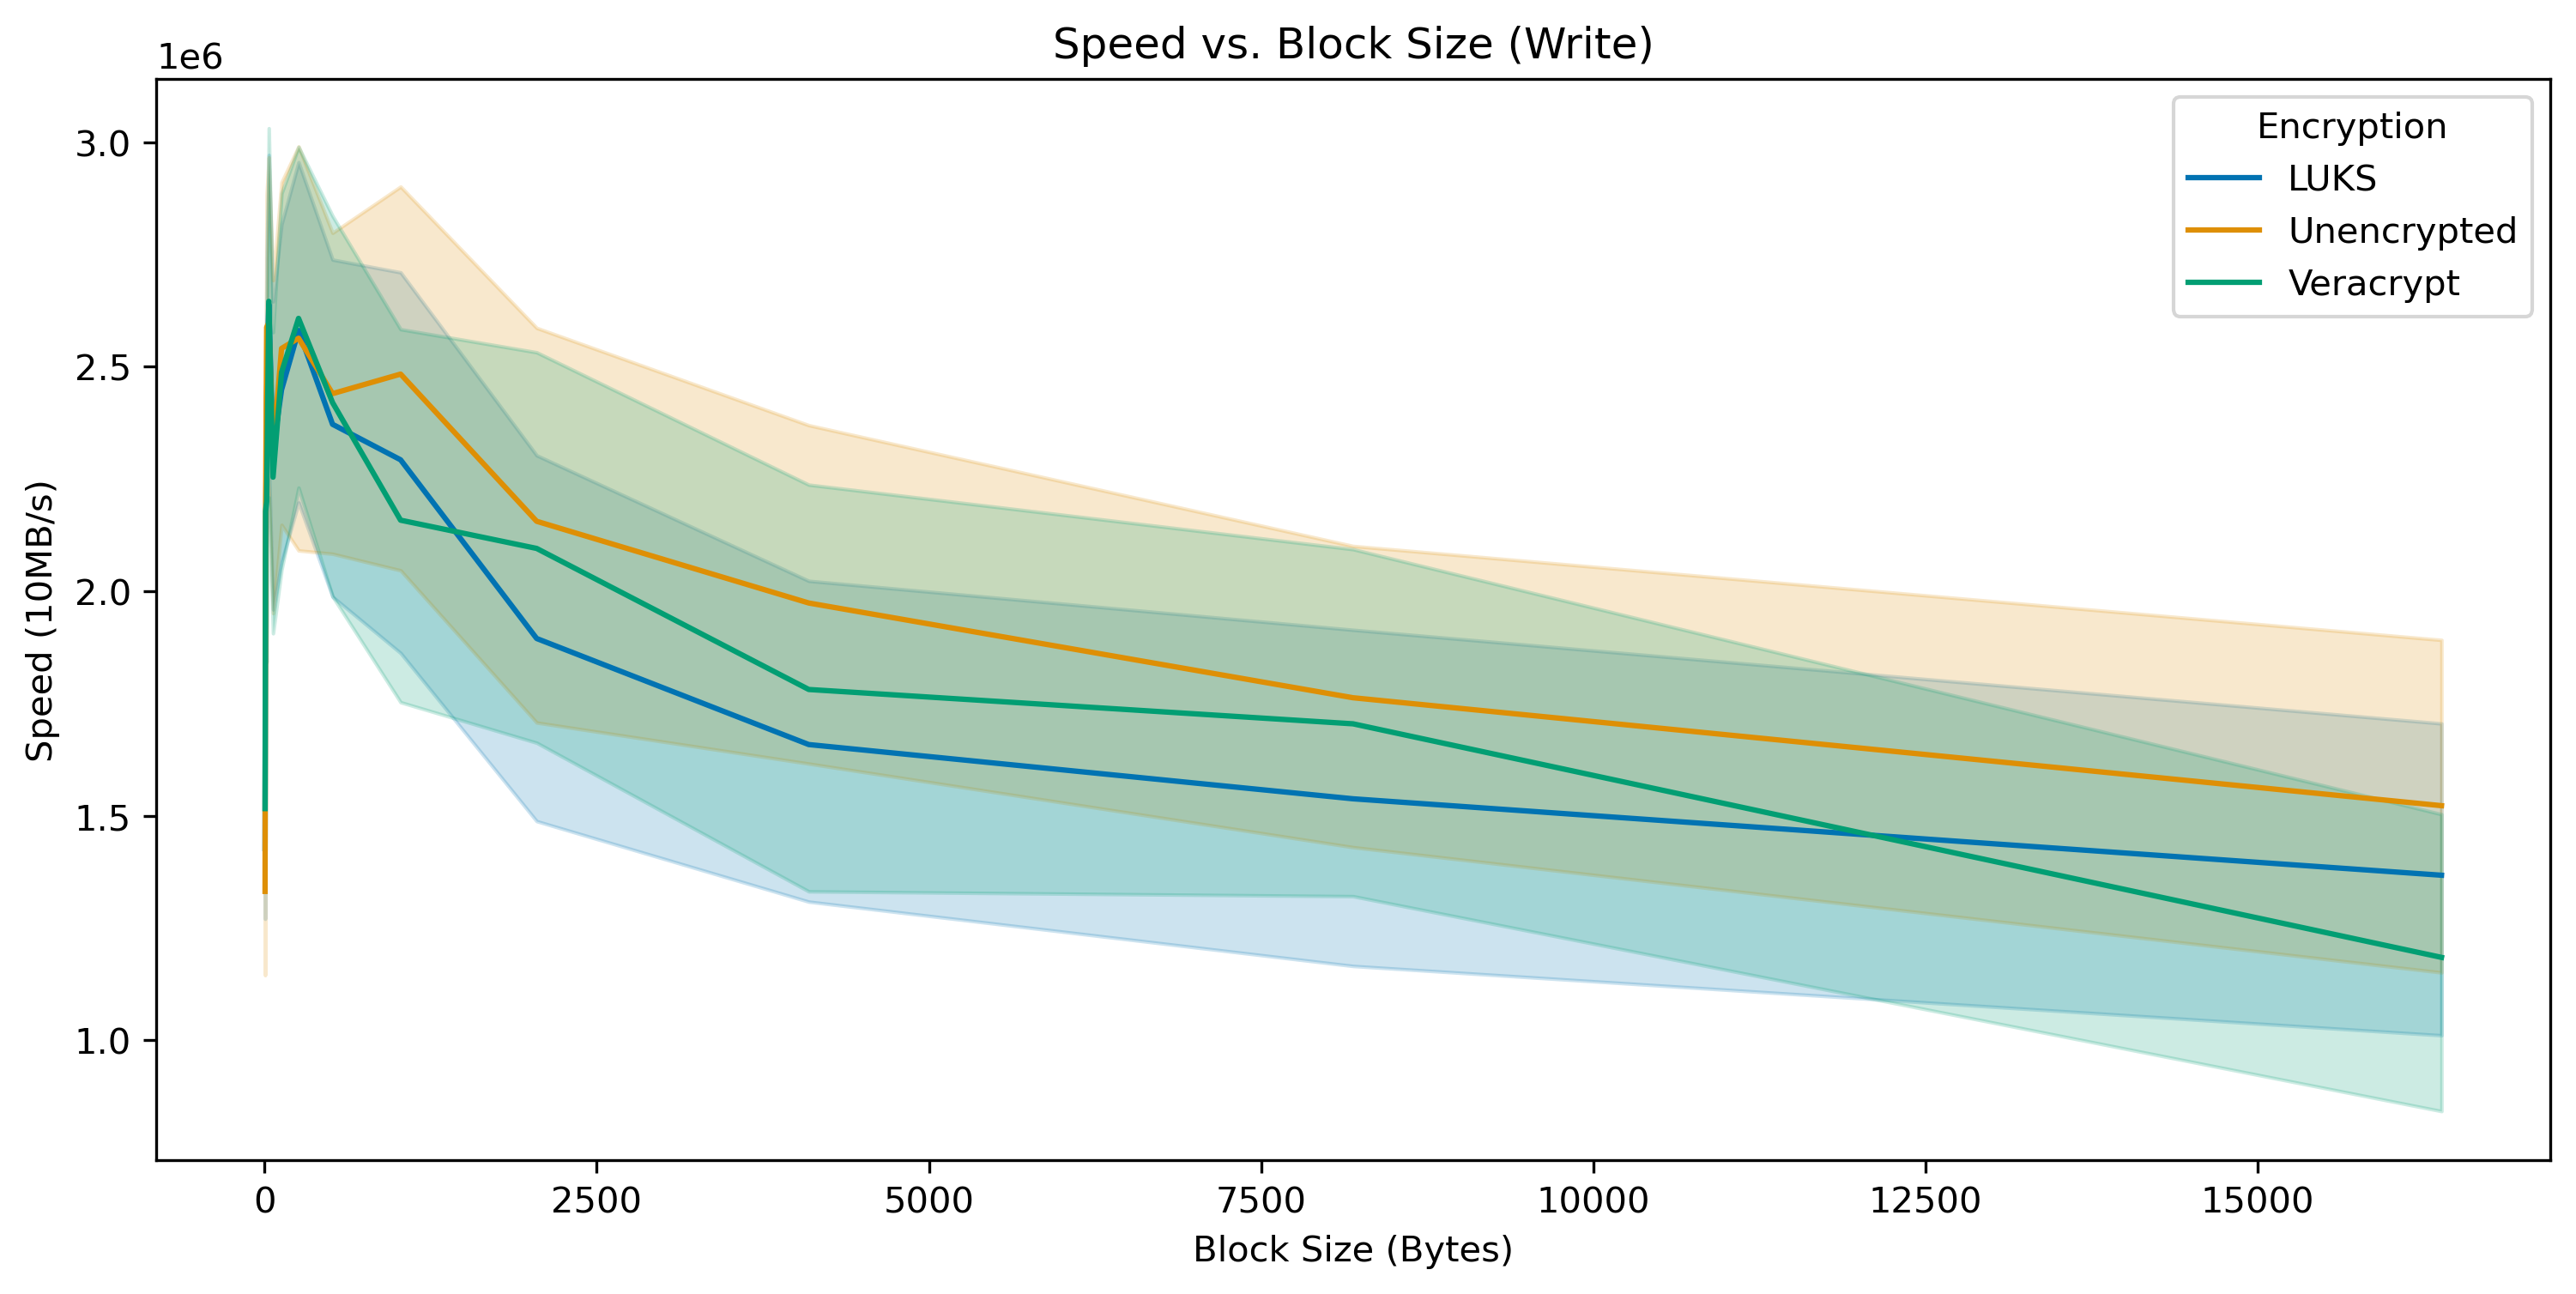 Speed vs. Block Size (Write)
1e6
3.0
2.5
2.0
1.5
1.0
Speed (10MB/s)
Encryption
LUKS
Unencrypted
Veracrypt
0 2500 5000 7500 10000 12500 15000
Block Size (Bytes)